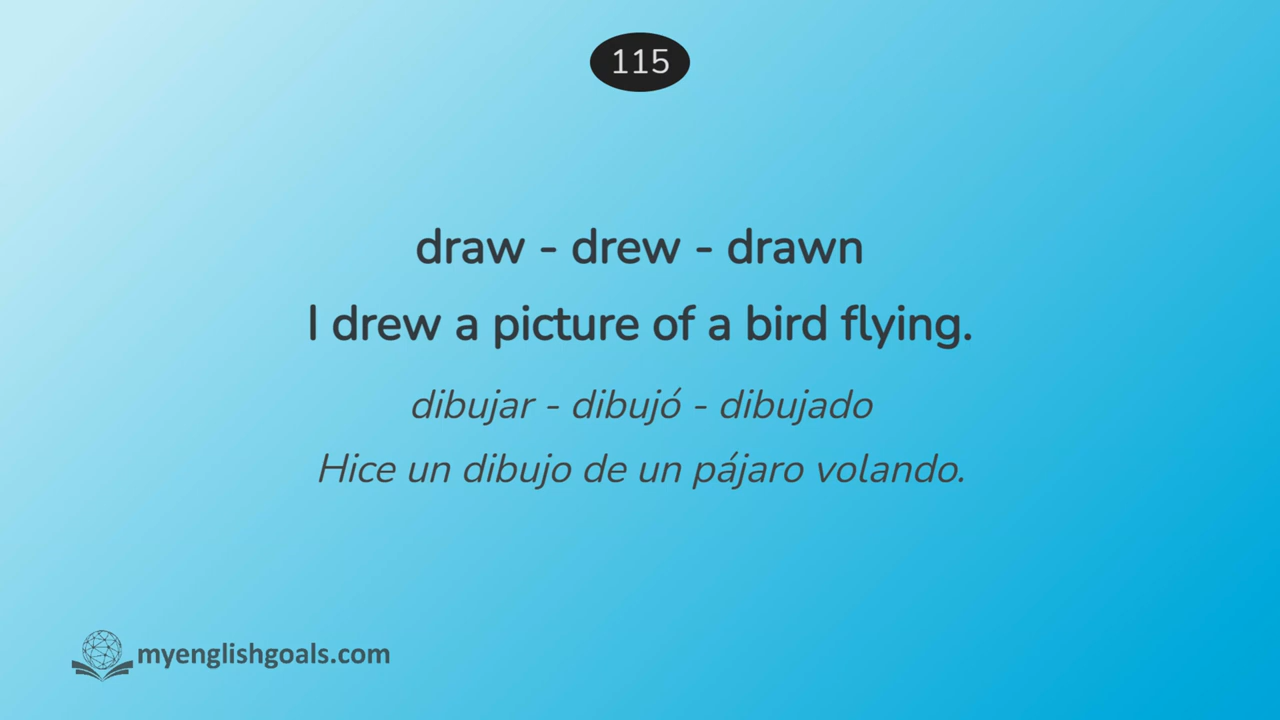 115
draw - drew - drawn
I drew a picture of a bird flying.
dibujar - dibujó - dibujado
Hice un dibujo de un pájaro volando.
myenglishgoals.com